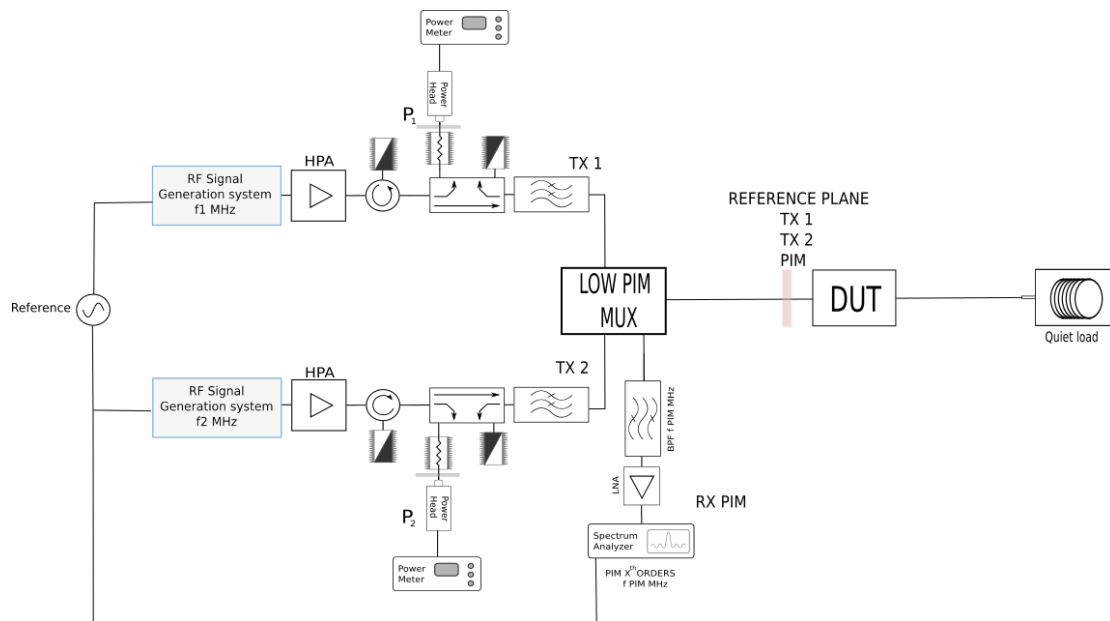 Power
Meter
Power
Head
P1
HPA
TX 1
RF Signal
Generation system
f1 MHz
REFERENCE PLANE
TX 1
TX 2
PIM
LOW PIM
MUX
DUT
Reference
Quiet load
HPA
TX 2
RF Signal
Generation system
f2 MHz
BPF f PIM MHz
LNA
RX PIM
P2
Power
Head
Spectrum
Analyzer
Power
Meter
PIM Xth ORDERS
f PIM MHz